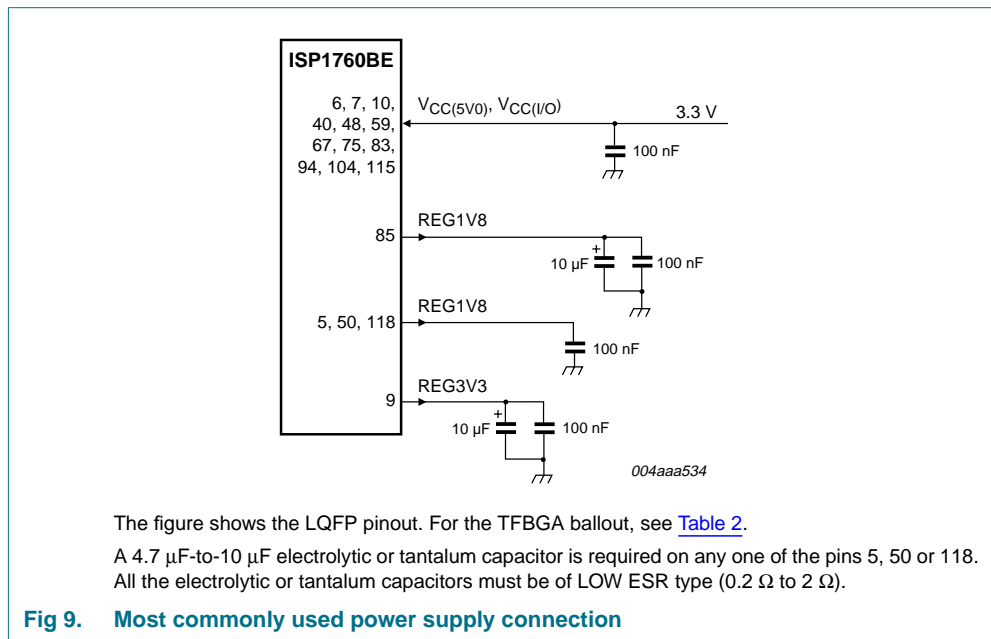 ISP1760BE
6, 7, 10,
40, 48, 59,
67, 75, 83,
94, 104, 115
VCC(5V0), VCC(I/O)
3.3 V
100 nF
85
REG1V8
+
10 μF
100 nF
5, 50, 118
REG1V8
100 nF
9
REG3V3
+
10 μF
100 nF
004aaa534
The figure shows the LQFP pinout. For the TFBGA ballout, see Table 2.
A 4.7 μF-to-10 μF electrolytic or tantalum capacitor is required on any one of the pins 5, 50 or 118.
All the electrolytic or tantalum capacitors must be of LOW ESR type (0.2 Ω to 2 Ω).
Fig 9. Most commonly used power supply connection